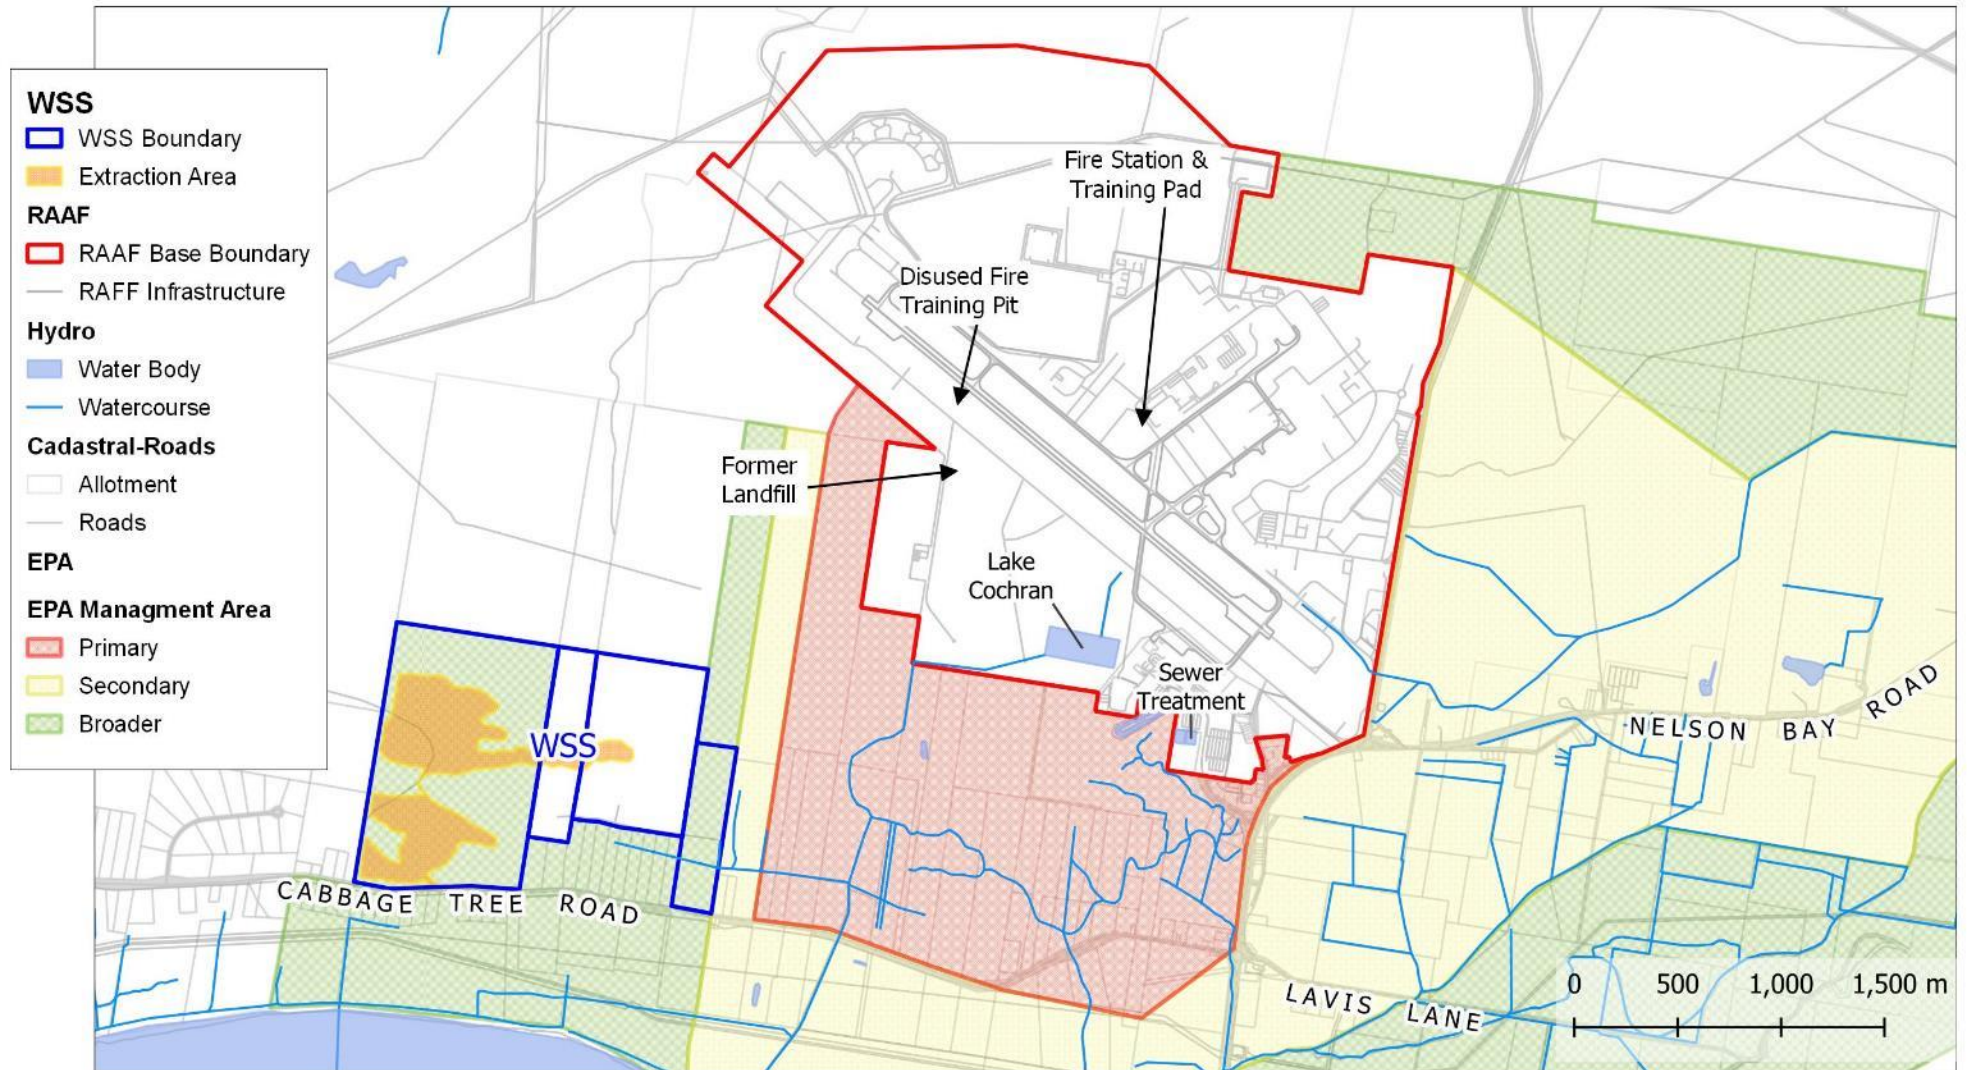 WSS
WSS Boundary
Extraction Area
RAAF
RAAF Base Boundary
RAFF Infrastructure
Hydro
Water Body
Watercourse
Cadastral-Roads
Allotment
Roads
EPA
EPA Managment Area
Primary
Secondary
Broader
Fire Station &
Training Pad
Disused Fire
Training Pit
Former
Landfill
Lake
Cochran
Sewer
Treatment
WSS
NELSON BAY ROAD
CABBAGE TREE ROAD
LAVIS LANE
0 500 1,000 1,500 m